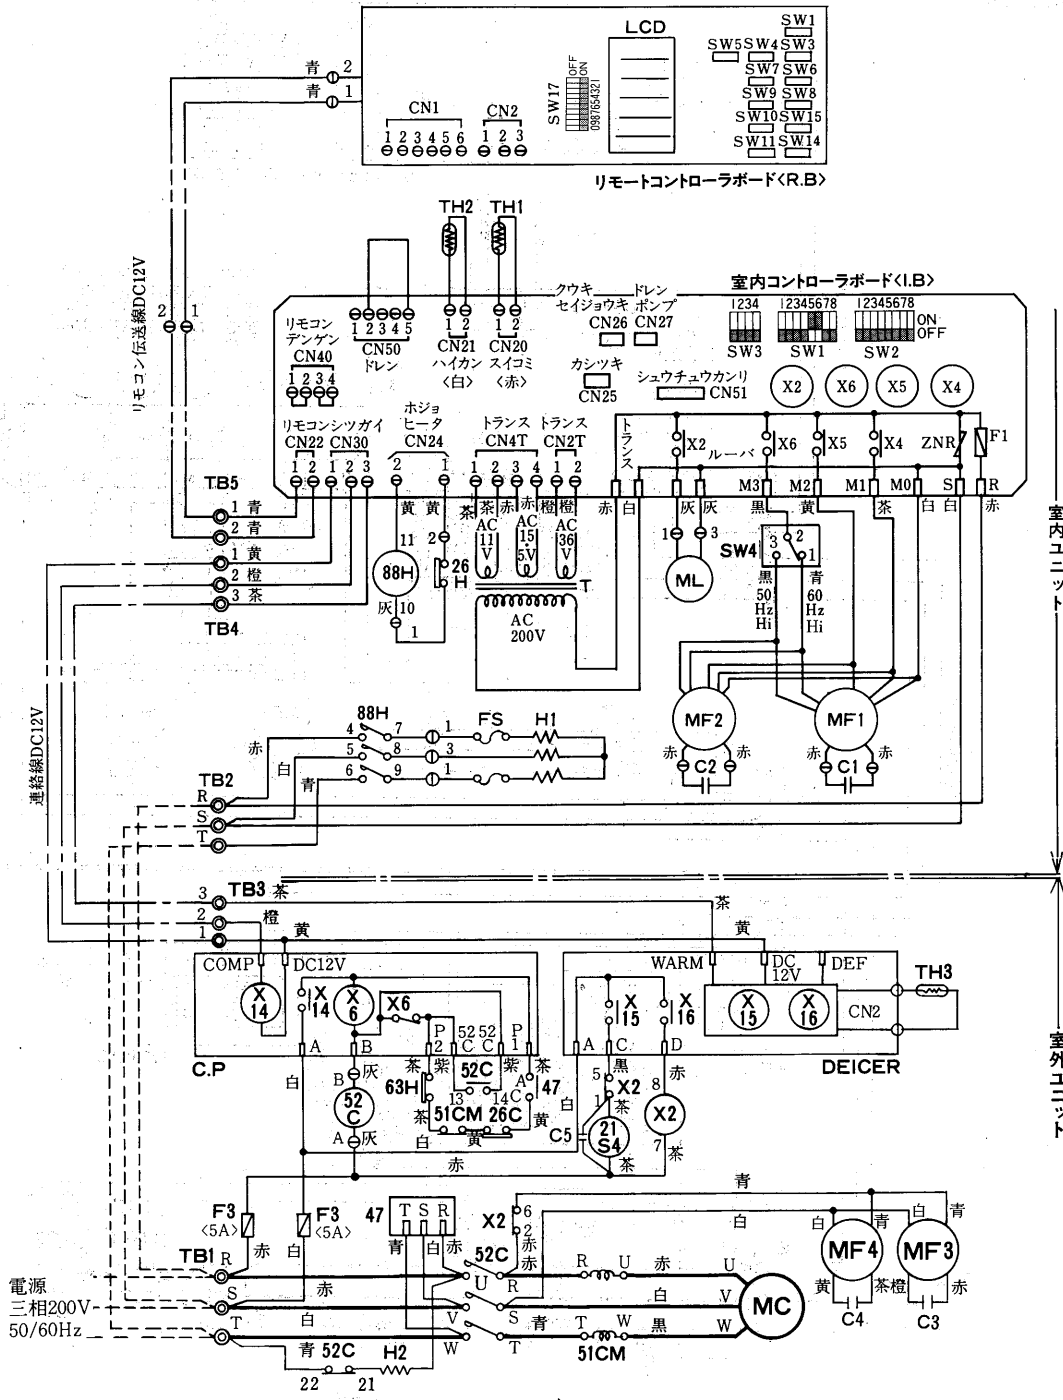 LCD
SW1
SW5 SW4 SW3
SW7 SW6
SW9 SW8
SW10 SW15
SW11 SW14
SW17
OFF
ON
0987654321
青 2
青 1
CN1
1 2 3 4 5 6
CN2
1 2 3
リモートコントローラボード〈R.B〉
TH2 TH1
リモコン伝送線DC12V
2 1
室内コントローラボード〈I.B〉
1234 12345678 12345678
ON
OFF
SW3 SW1 SW2
リモコン
デンゲン
CN40
1 2 3 4
1 2 3 4 5
CN50
ドレン
1 2
CN21
ハイカン
〈白〉
1 2
CN20
スイコミ
〈赤〉
クウキ
セイジョウキ
CN26
ドレン
ポンプ
CN27
カシツキ
CN25
シュウチュウカンリ
CN51
X2 X6 X5 X4
リモコンシツガイ
CN22 CN30
1 2 1 2 3
ホジョ
ヒータ
CN24
2 1
トランス
CN4T
1 2 3 4
トランス
CN2T
1 2
トランス
X2 ルーバ X6 X5 X4 ZNR F1
M3 M2 M1 M0 S R
TB5
1 青
2 青
1 黄
2 橙
3 茶
TB4
黄 黄
11
88H
灰 10
1
2
26
H
茶 茶 赤 赤 橙 橙
AC
11
V
AC
15
.5V
AC
36
V
T
AC
200V
赤 白 灰 灰 黒 黄 茶 白 白 赤
1 3
ML
SW4
3 2 1
黒
50
Hz
Hi
青
60
Hz
Hi
MF2 MF1
赤 赤 赤 赤
C2 C1
室内ユニット
連絡線DC12V
88H
4 7 1 FS H1
5 8 3
6 9 1
赤
白
青
TB2
R
S
T
3 TB3 茶
2 橙
1 黄
茶
黄
COMP DC12V
X
14
X
14
X
6
X6
P
2
52
C
52
C
P
1
A B
C.P
WARM DC
12V
DEF
X
15
X
16
X
15
X
16
CN2
TH3
A C D
DEICER
室外ユニット
白
B 灰
52
C
A 灰
茶 紫 紫 茶
63H
52C
13 14
A
C
47
茶 51CM 26C 黄
白 黄
白
黒
5
X2
1
茶
C5
21
S4
茶
赤
8
X2
7
茶
赤
F3
〈5A〉
F3
〈5A〉
赤 白
47
T S R
青 白 赤
X2
6
2
赤
赤
青
白
白 青 白 青
MF4 MF3
黄 茶 橙 赤
C4 C3
TB1
R
S
T
電源
三相200V
50/60Hz
赤
白
青
52C
U R
V S
W T
R U 赤 U
白 V
青 T W 黒 W
51CM
MC
52C
22 21
H2